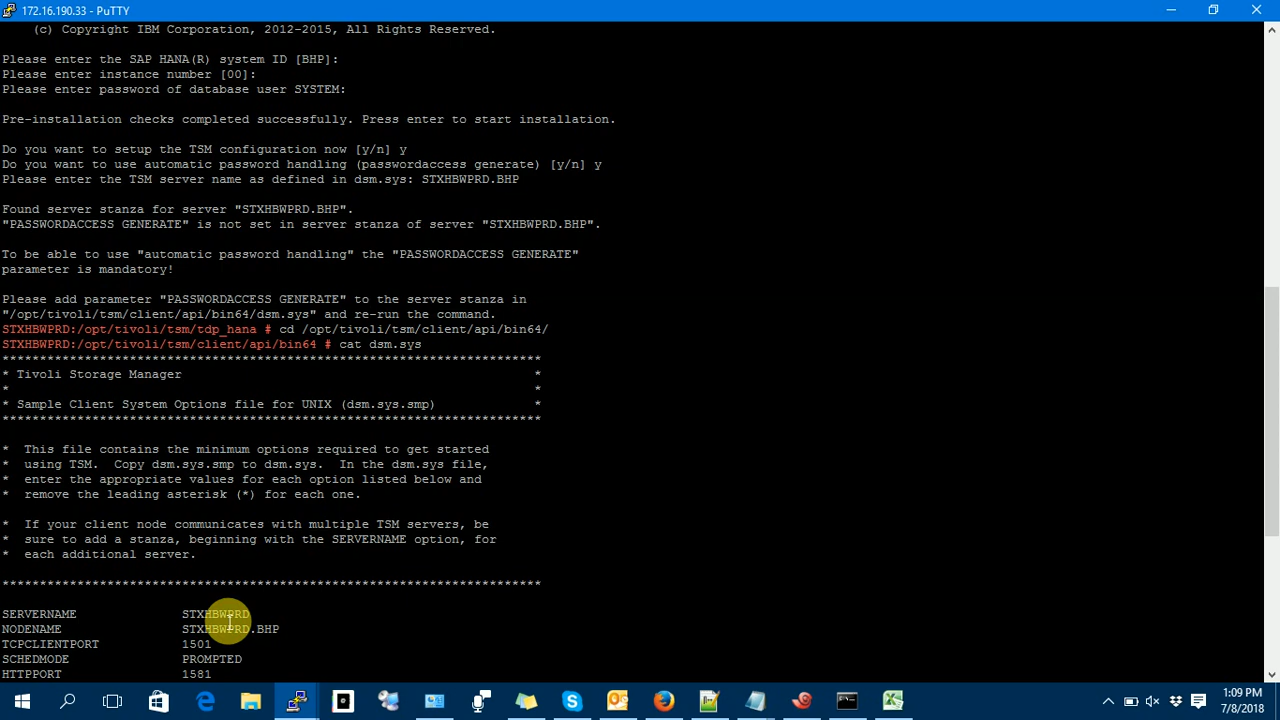 172.16.190.33 - PuTTY
(c) Copyright IBM Corporation, 2012-2015, All Rights Reserved.
Please enter the SAP HANA(R) system ID [BHP]:
Please enter instance number [00]:
Please enter password of database user SYSTEM:
Pre-installation checks completed successfully. Press enter to start installation.
Do you want to setup the TSM configuration now [y/n] y
Do you want to use automatic password handling (passwordaccess generate) [y/n] y
Please enter the TSM server name as defined in dsm.sys: STXHBWPRD.BHP
Found server stanza for server "STXHBWPRD.BHP".
"PASSWORDACCESS GENERATE" is not set in server stanza of server "STXHBWPRD.BHP".
To be able to use "automatic password handling" the "PASSWORDACCESS GENERATE"
parameter is mandatory!
Please add parameter "PASSWORDACCESS GENERATE" to the server stanza in
"/opt/tivoli/tsm/client/api/bin64/dsm.sys" and re-run the command.
STXHBWPRD:/opt/tivoli/tsm/tdp_hana # cd /opt/tivoli/tsm/client/api/bin64/
STXHBWPRD:/opt/tivoli/tsm/client/api/bin64 # cat dsm.sys
************************************************************************
* Tivoli Storage Manager                                               *
*                                                                      *
* Sample Client System Options file for UNIX (dsm.sys.smp)             *
************************************************************************
*  This file contains the minimum options required to get started
*  using TSM.  Copy dsm.sys.smp to dsm.sys.  In the dsm.sys file,
*  enter the appropriate values for each option listed below and
*  remove the leading asterisk (*) for each one.
*  If your client node communicates with multiple TSM servers, be
*  sure to add a stanza, beginning with the SERVERNAME option, for
*  each additional server.
************************************************************************
SERVERNAME              STXHBWPRD
NODENAME                STXHBWPRD.BHP
TCPCLIENTPORT           1501
SCHEDMODE               PROMPTED
HTTPPORT                1581
1:09 PM
7/8/2018